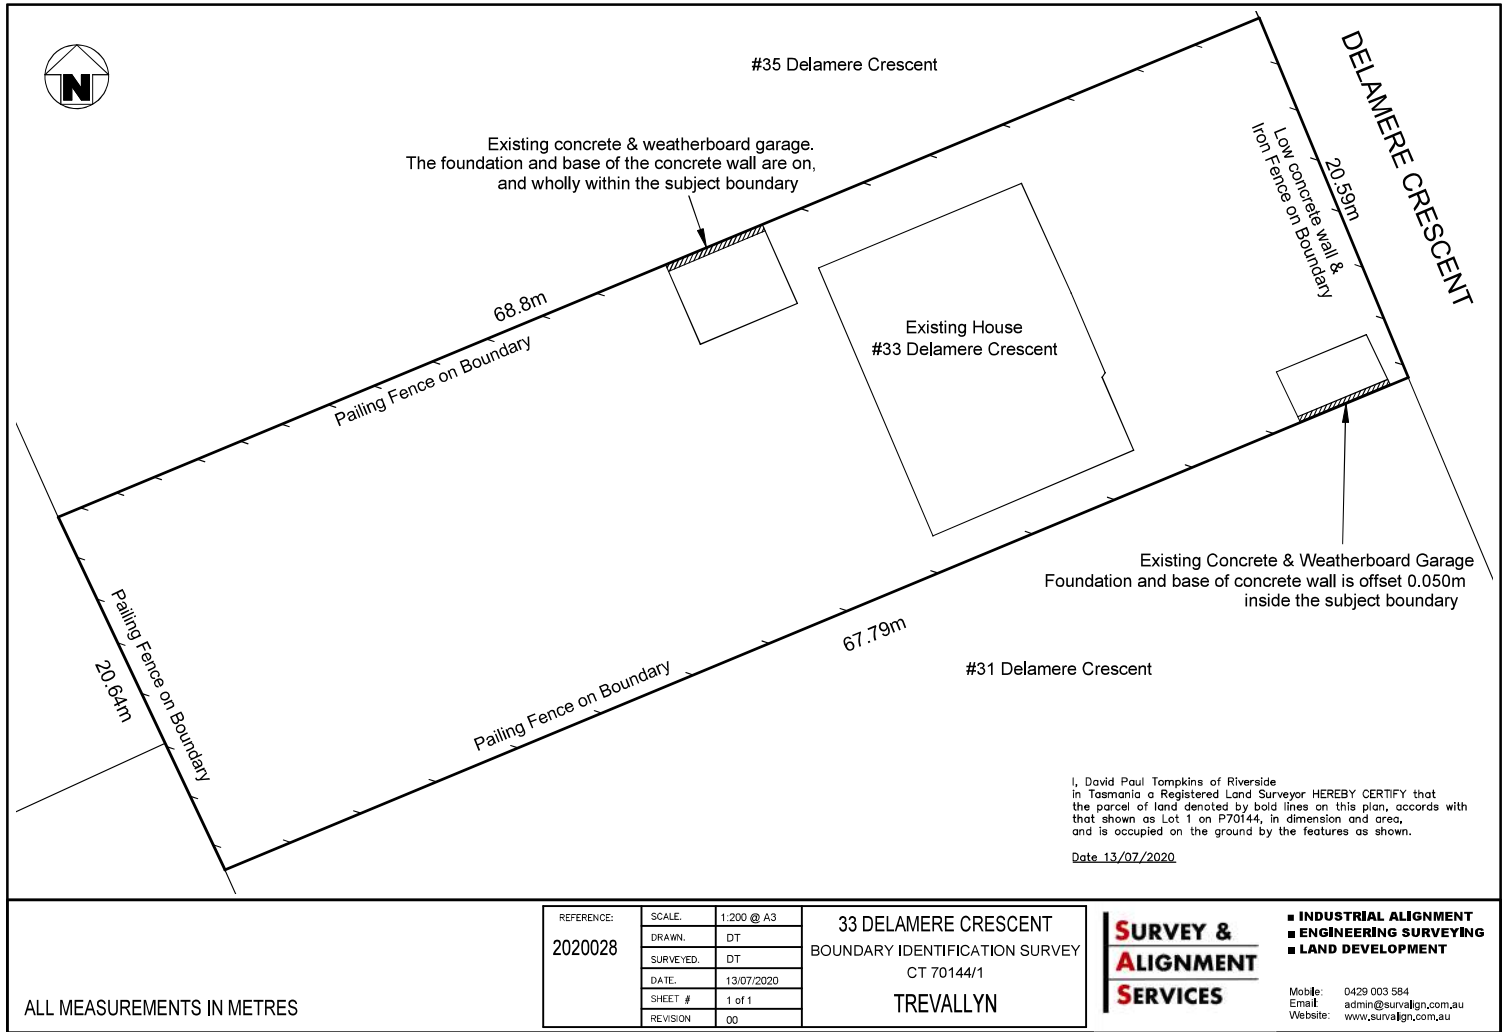 N
#35 Delamere Crescent
DELAMERE CRESCENT
Existing concrete & weatherboard garage.
The foundation and base of the concrete wall are on,
and wholly within the subject boundary
Low concrete wall &
Iron Fence on Boundary
20.59m
68.8m
Pailing Fence on Boundary
Existing House
#33 Delamere Crescent
Existing Concrete & Weatherboard Garage
Foundation and base of concrete wall is offset 0.050m
inside the subject boundary
Pailing Fence on Boundary
20.64m
67.79m
Pailing Fence on Boundary
#31 Delamere Crescent
I, David Paul Tompkins of Riverside
in Tasmania a Registered Land Surveyor HEREBY CERTIFY that
the parcel of land denoted by bold lines on this plan, accords with
that shown as Lot 1 on P70144, in dimension and area,
and is occupied on the ground by the features as shown.
Date 13/07/2020
ALL MEASUREMENTS IN METRES
REFERENCE:
2020028
SCALE. 1:200 @ A3
DRAWN. DT
SURVEYED. DT
DATE. 13/07/2020
SHEET # 1 of 1
REVISION 00
33 DELAMERE CRESCENT
BOUNDARY IDENTIFICATION SURVEY
CT 70144/1
TREVALLYN
SURVEY &
ALIGNMENT
SERVICES
INDUSTRIAL ALIGNMENT
ENGINEERING SURVEYING
LAND DEVELOPMENT
Mobile: 0429 003 584
Email: admin@survalign.com.au
Website: www.survalign.com.au